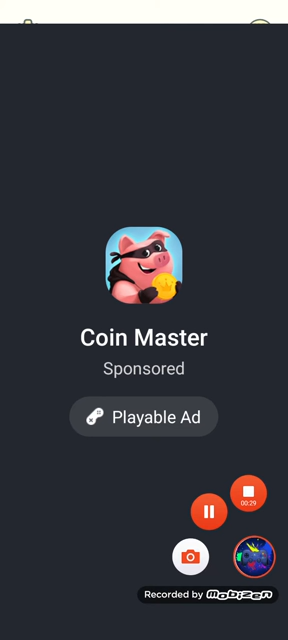 Coin Master
Sponsored
Playable Ad
00:29
Recorded by mobizen